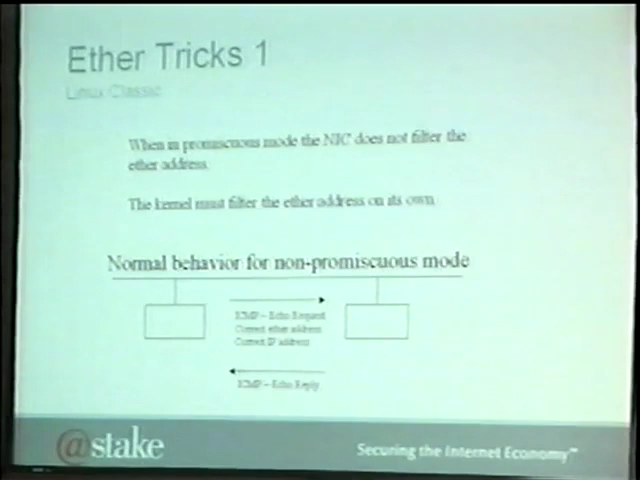 Ether Tricks 1
Linux Classic
When in promiscuous mode the NIC does not filter the
ether address.
The kernel must filter the ether address on its own.
Normal behavior for non-promiscuous mode
ICMP – Echo Request
Correct ether address
Correct IP address
ICMP – Echo Reply
@stake
Securing the Internet Economy™